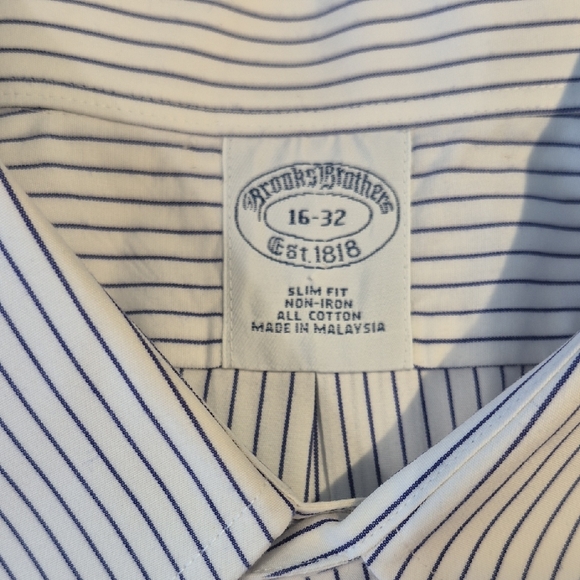 Brooks Brothers
16-32
Est. 1818
SLIM FIT
NON-IRON
ALL COTTON
MADE IN MALAYSIA